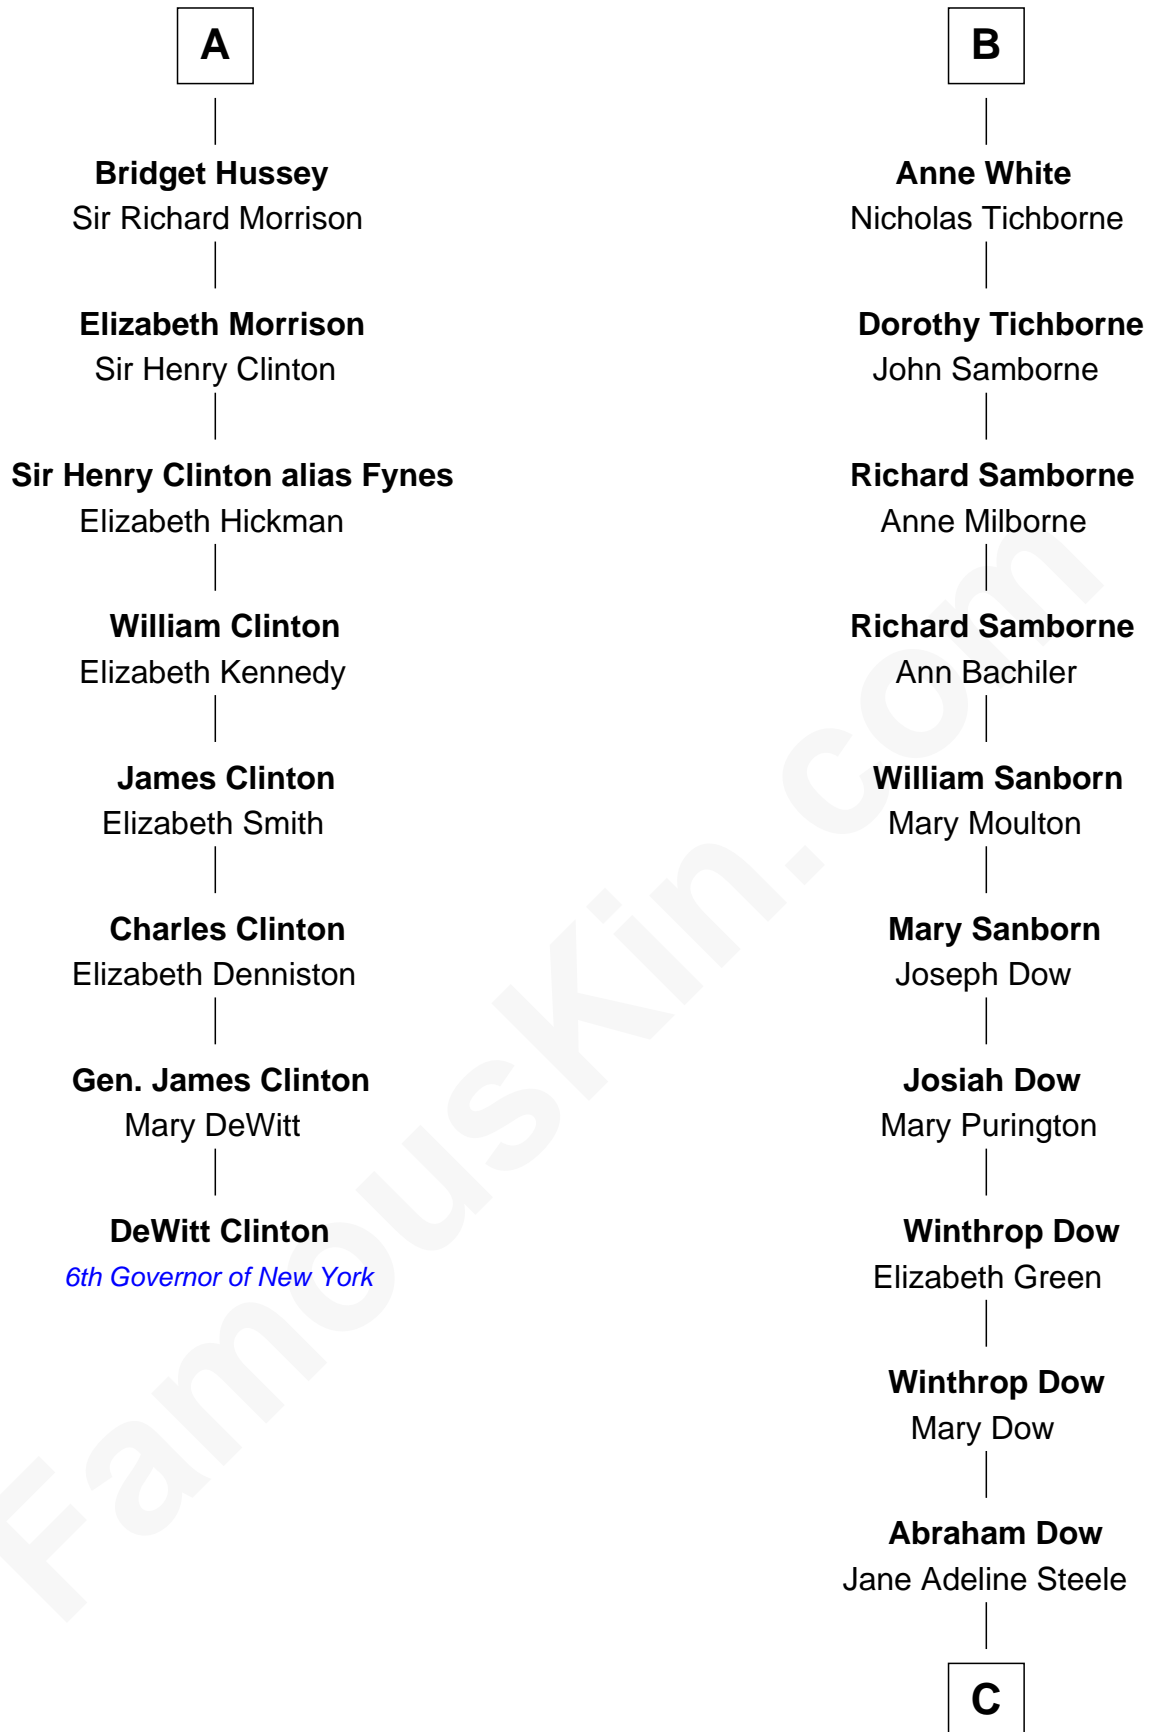 A
Bridget Hussey
Sir Richard Morrison
Elizabeth Morrison
Sir Henry Clinton
Sir Henry Clinton alias Fynes
Elizabeth Hickman
William Clinton
Elizabeth Kennedy
James Clinton
Elizabeth Smith
Charles Clinton
Elizabeth Denniston
Gen. James Clinton
Mary DeWitt
DeWitt Clinton
6th Governor of New York
B
Anne White
Nicholas Tichborne
Dorothy Tichborne
John Samborne
Richard Samborne
Anne Milborne
Richard Samborne
Ann Bachiler
William Sanborn
Mary Moulton
Mary Sanborn
Joseph Dow
Josiah Dow
Mary Purington
Winthrop Dow
Elizabeth Green
Winthrop Dow
Mary Dow
Abraham Dow
Jane Adeline Steele
C
FamousKin.com